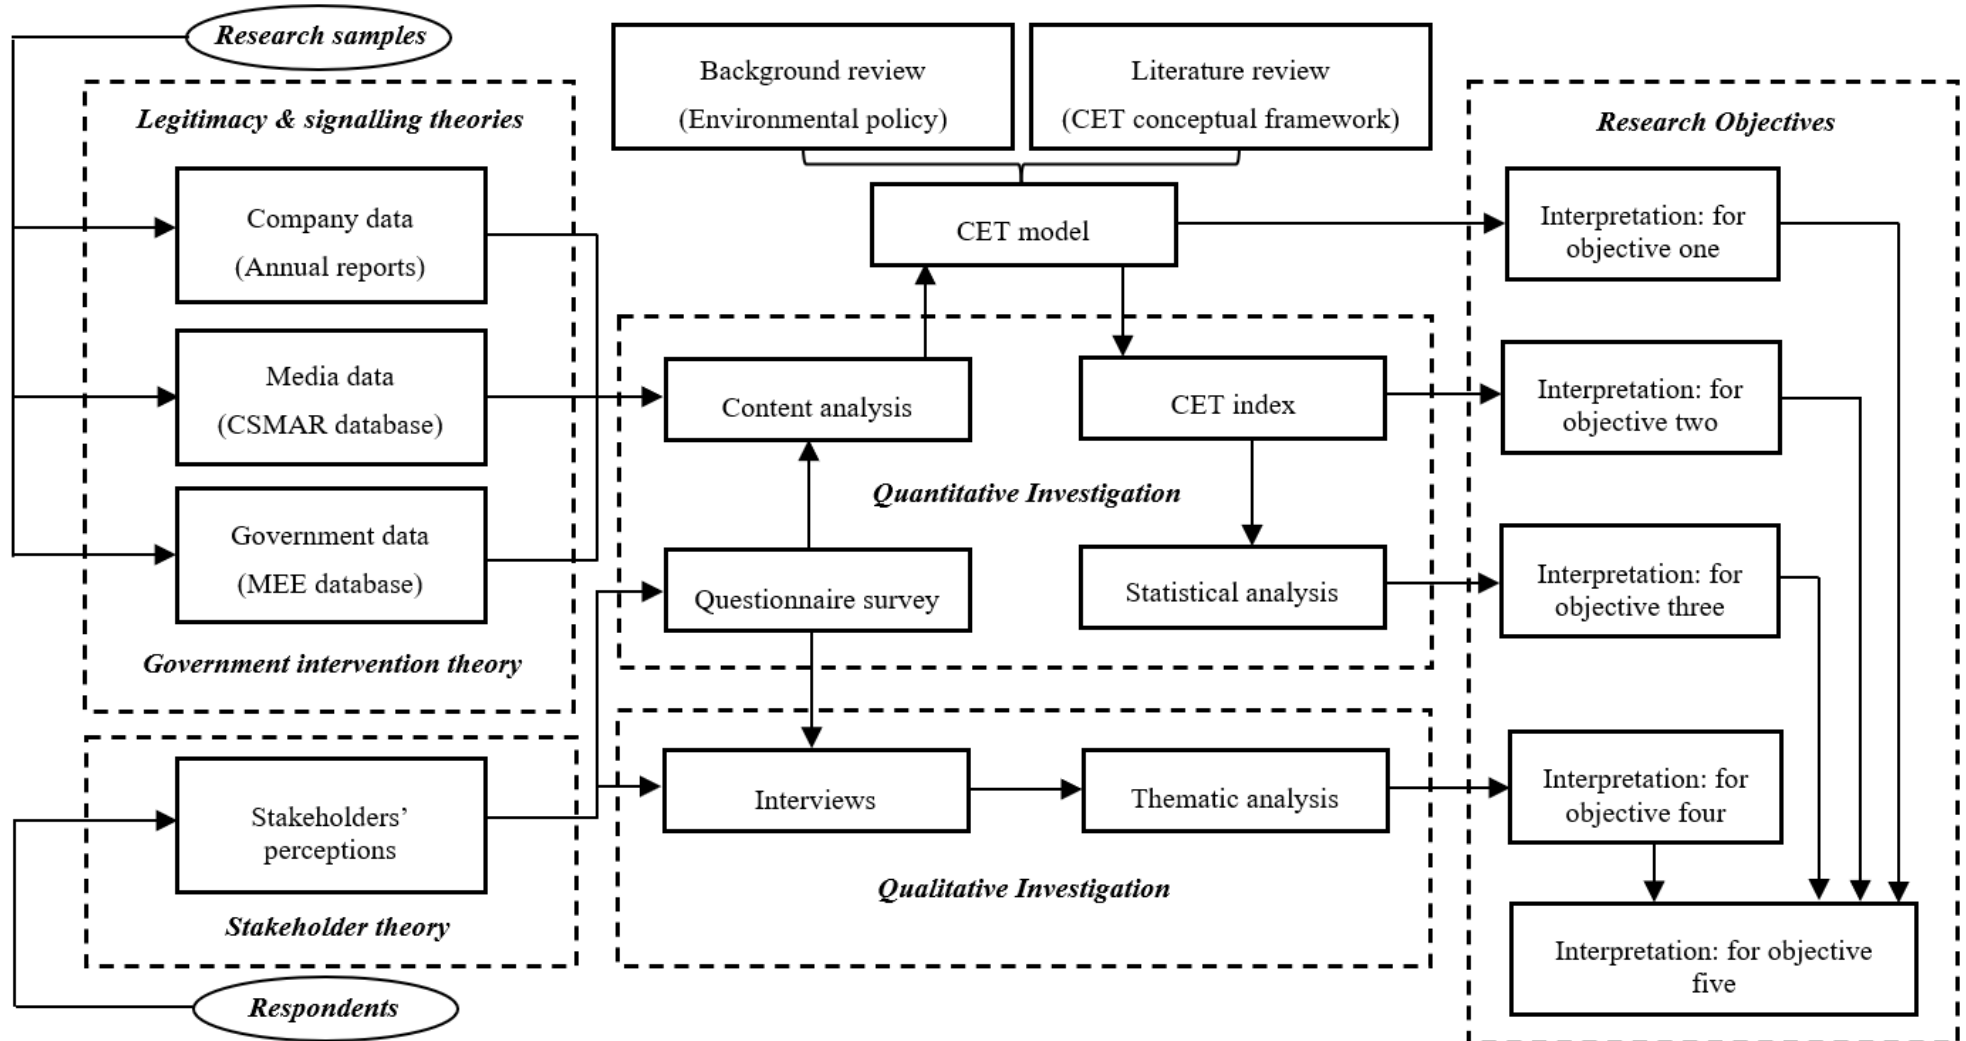 Research samples
Legitimacy & signalling theories
Company data
(Annual reports)
Media data
(CSMAR database)
Government data
(MEE database)
Government intervention theory
Stakeholders’
perceptions
Stakeholder theory
Respondents
Background review
(Environmental policy)
Literature review
(CET conceptual framework)
CET model
Content analysis
CET index
Quantitative Investigation
Questionnaire survey
Statistical analysis
Interviews
Thematic analysis
Qualitative Investigation
Research Objectives
Interpretation: for
objective one
Interpretation: for
objective two
Interpretation: for
objective three
Interpretation: for
objective four
Interpretation: for objective
five